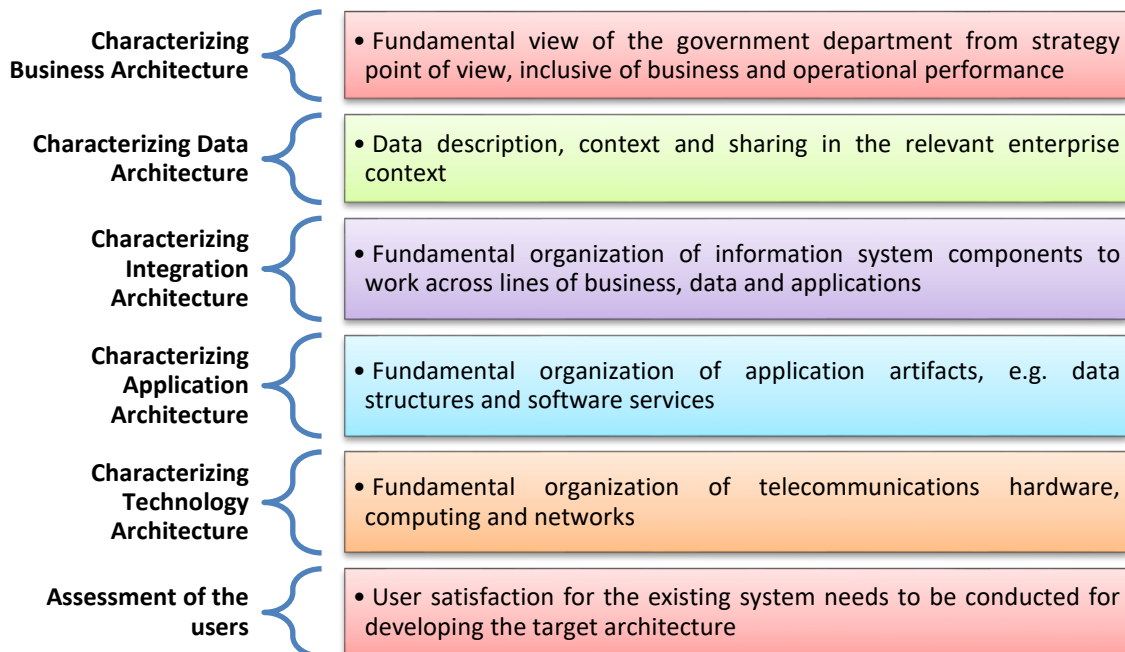 Characterizing
Business Architecture
• Fundamental view of the government department from strategy
point of view, inclusive of business and operational performance
Characterizing Data
Architecture
• Data description, context and sharing in the relevant enterprise
context
Characterizing
Integration
Architecture
• Fundamental organization of information system components to
work across lines of business, data and applications
Characterizing
Application
Architecture
• Fundamental organization of application artifacts, e.g. data
structures and software services
Characterizing
Technology
Architecture
• Fundamental organization of telecommunications hardware,
computing and networks
Assessment of the
users
• User satisfaction for the existing system needs to be conducted for
developing the target architecture